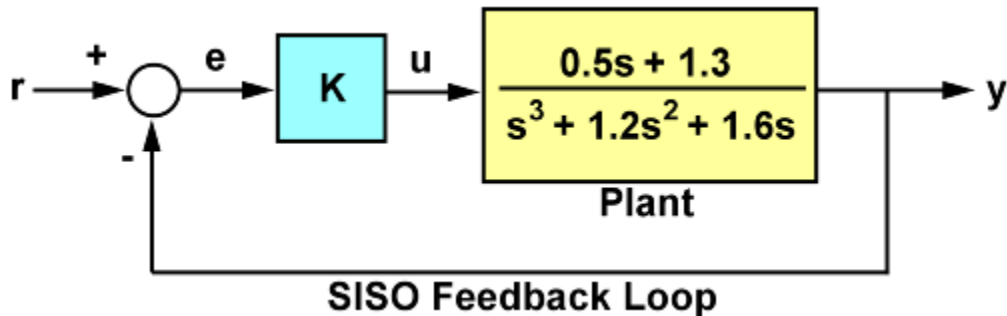 r + - e K u 0.5s + 1.3 y
s³ + 1.2s² + 1.6s
Plant
SISO Feedback Loop